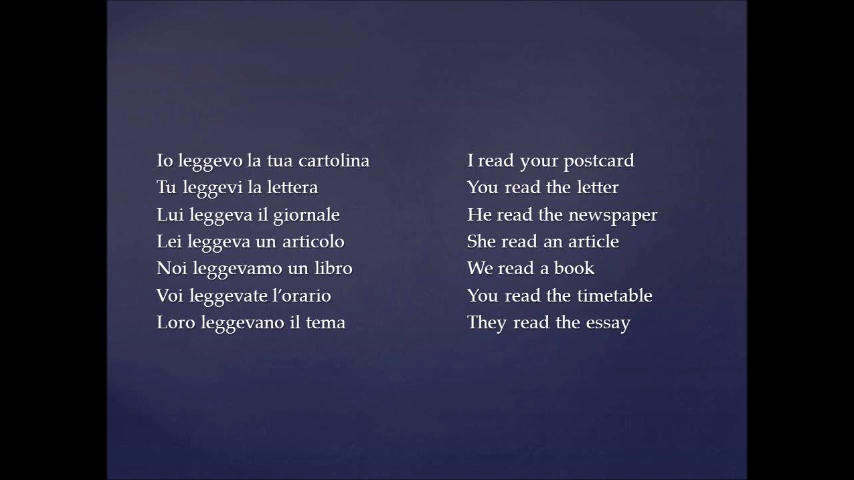 Io leggevo la tua cartolina
Tu leggevi la lettera
Lui leggeva il giornale
Lei leggeva un articolo
Noi leggevamo un libro
Voi leggevate l'orario
Loro leggevano il tema
I read your postcard
You read the letter
He read the newspaper
She read an article
We read a book
You read the timetable
They read the essay